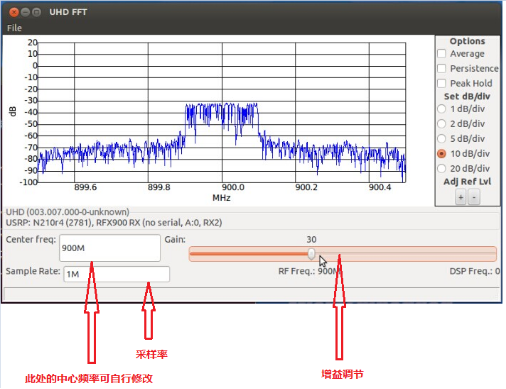 UHD FFT
File
20
10
0
-10
-20
-30
-40
-50
-60
-70
-80
-90
-100
dB
899.6 899.8 900.0 900.2 900.4
MHz
Options
Average
Persistence
Peak Hold
Set dB/div
1 dB/div
2 dB/div
5 dB/div
10 dB/div
20 dB/div
Adj Ref Lvl
+ -
UHD (003.007.000-0-unknown)
USRP: N210r4 (2781), RFX900 RX (no serial, A:0, RX2)
Center freq: 900M Gain: 30
Sample Rate: 1M RF Freq.: 900M DSP Freq.: 0
采样率
此处的中心频率可自行修改
增益调节